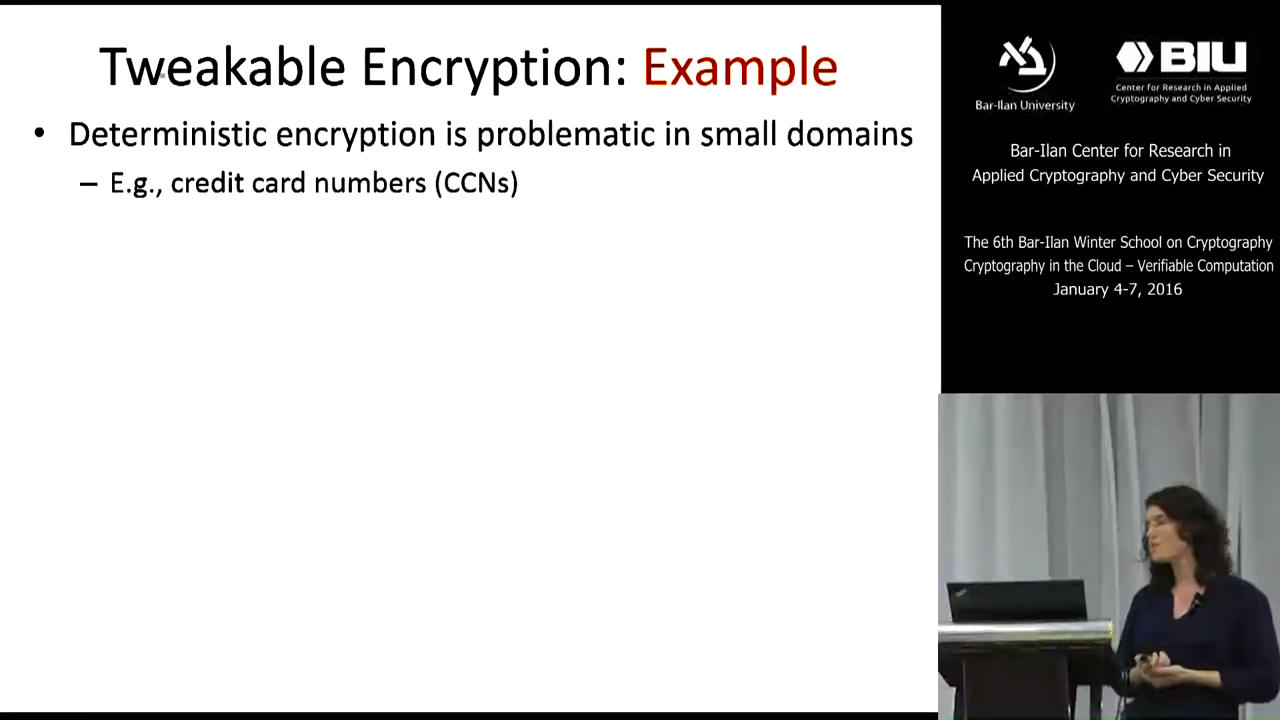 Tweakable Encryption: Example
• Deterministic encryption is problematic in small domains
– E.g., credit card numbers (CCNs)
Bar-Ilan University
BIU
Center for Research in Applied
Cryptography and Cyber Security
Bar-Ilan Center for Research in
Applied Cryptography and Cyber Security
The 6th Bar-Ilan Winter School on Cryptography
Cryptography in the Cloud – Verifiable Computation
January 4-7, 2016